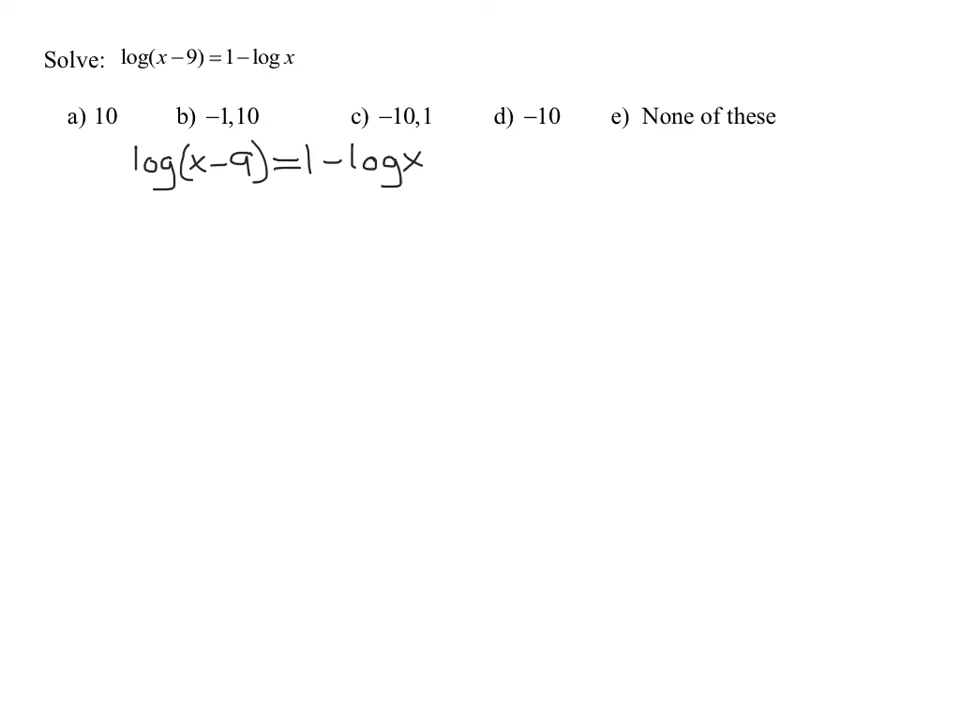 Solve: log(x−9)=1−log x
a) 10 b) −1,10 c) −10,1 d) −10 e) None of these
log(x−9)=1−logx